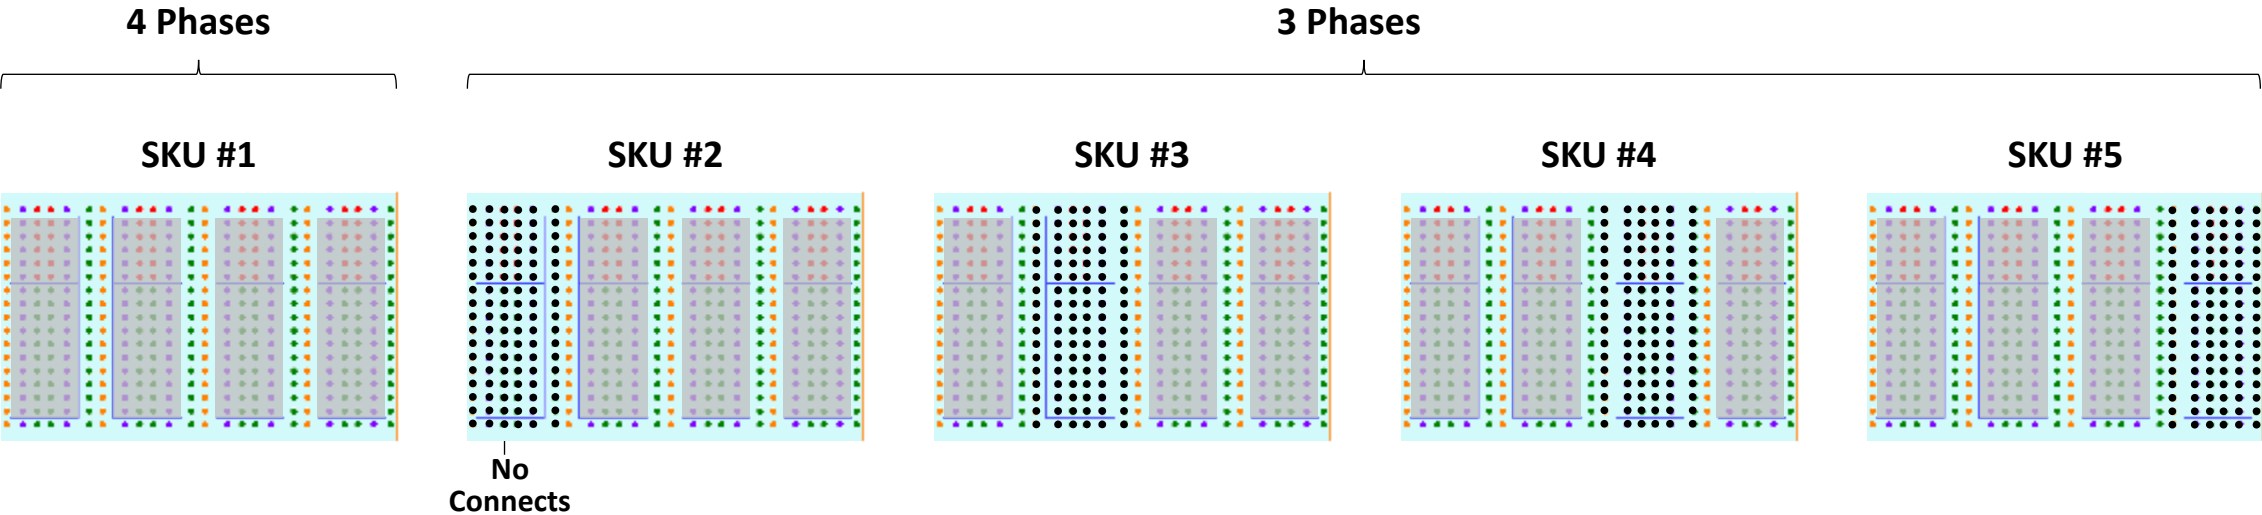 4 Phases
3 Phases
SKU #1
SKU #2
SKU #3
SKU #4
SKU #5
No
Connects